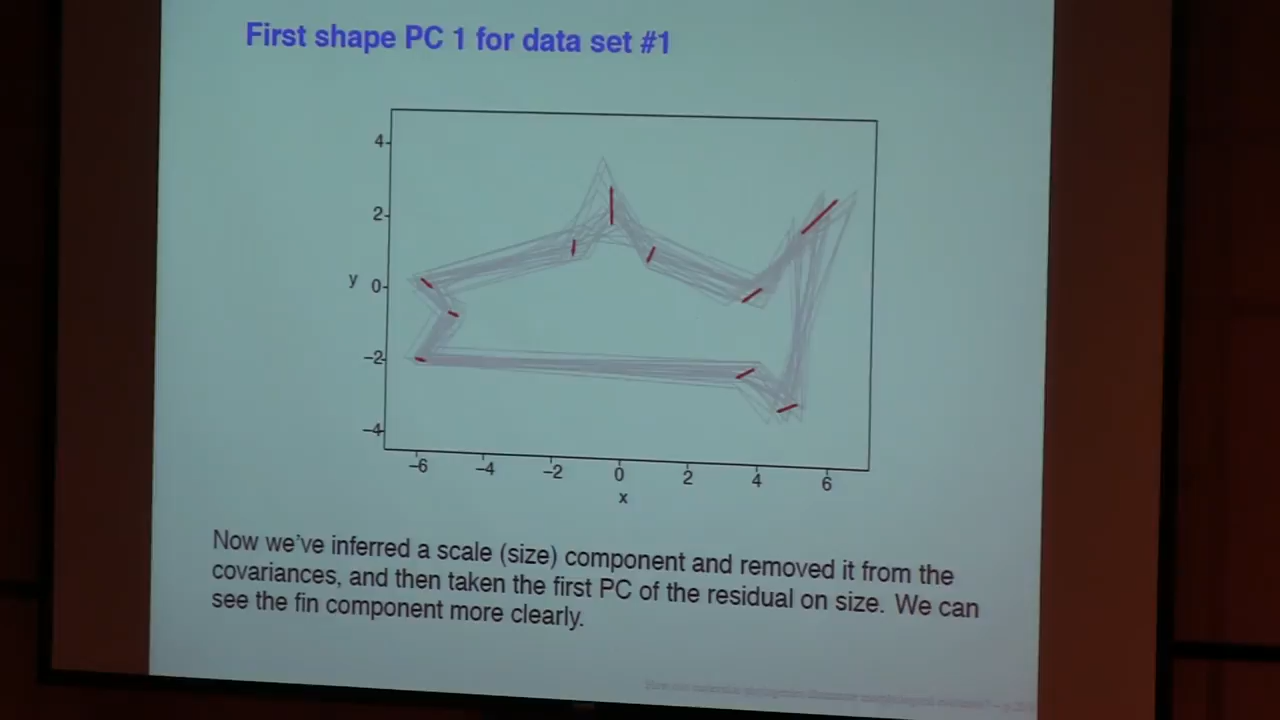 First shape PC 1 for data set #1
4
2
y 0
−2
−4
−6 −4 −2 0 2 4 6
x
Now we've inferred a scale (size) component and removed it from the
covariances, and then taken the first PC of the residual on size. We can
see the fin component more clearly.